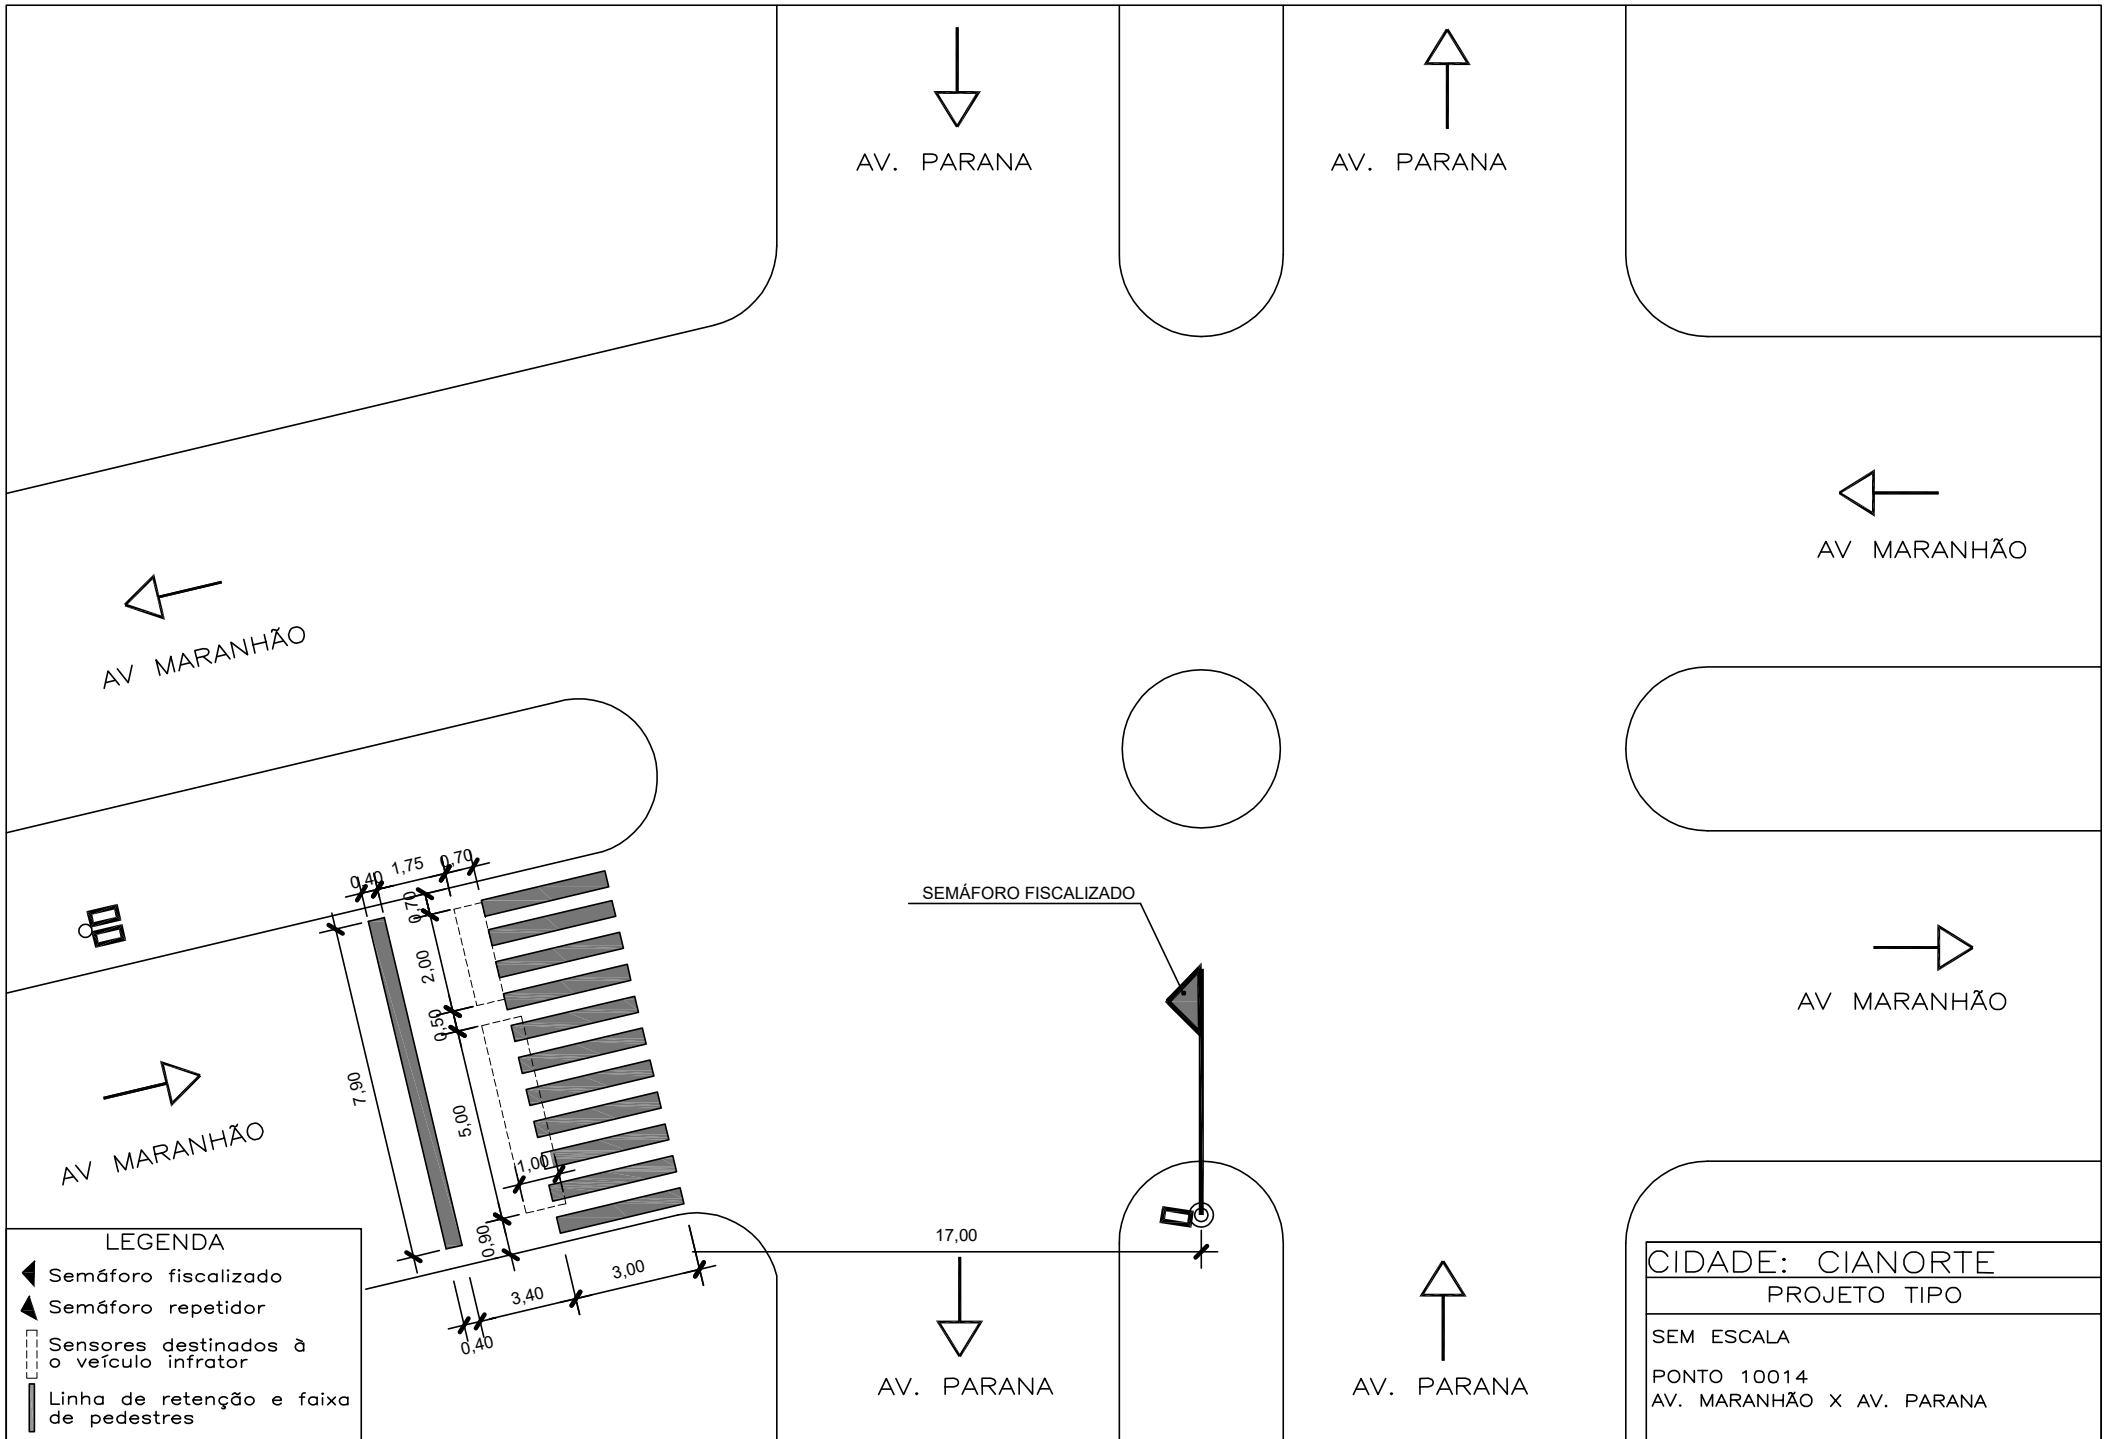 AV. PARANA
AV. PARANA
AV MARANHÃO
AV MARANHÃO
0,40
1,75
0,70
0,70
SEMÁFORO FISCALIZADO
2,00
0,50
AV MARANHÃO
7,90
5,00
AV MARANHÃO
1,00
0,90
17,00
3,00
3,40
0,40
AV. PARANA
AV. PARANA
LEGENDA
Semáforo fiscalizado
Semáforo repetidor
Sensores destinados à
o veículo infrator
Linha de retenção e faixa
de pedestres
CIDADE: CIANORTE
PROJETO TIPO
SEM ESCALA
PONTO 10014
AV. MARANHÃO X AV. PARANA